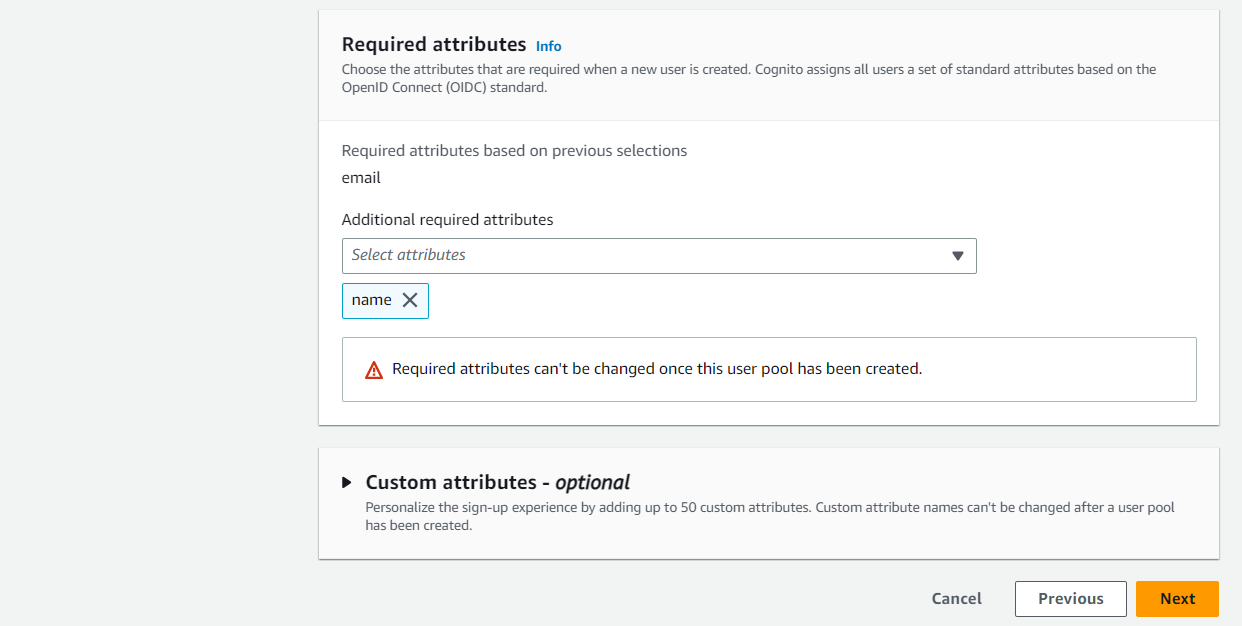 Required attributes Info
Choose the attributes that are required when a new user is created. Cognito assigns all users a set of standard attributes based on the
OpenID Connect (OIDC) standard.
Required attributes based on previous selections
email
Additional required attributes
Select attributes
name
Required attributes can't be changed once this user pool has been created.
Custom attributes - optional
Personalize the sign-up experience by adding up to 50 custom attributes. Custom attribute names can't be changed after a user pool
has been created.
Cancel Previous Next